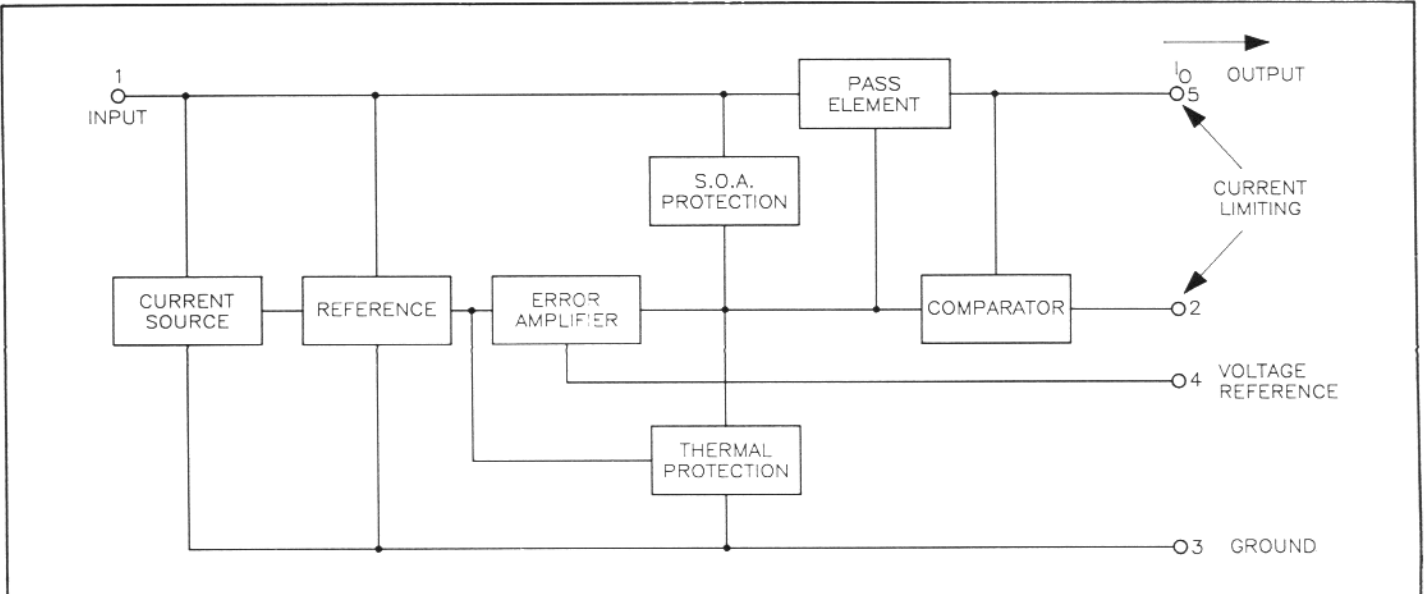 1
INPUT
PASS
ELEMENT
IO
OUTPUT
5
S.O.A.
PROTECTION
CURRENT
LIMITING
CURRENT
SOURCE
REFERENCE
ERROR
AMPLIFIER
COMPARATOR
2
4
VOLTAGE
REFERENCE
THERMAL
PROTECTION
3
GROUND